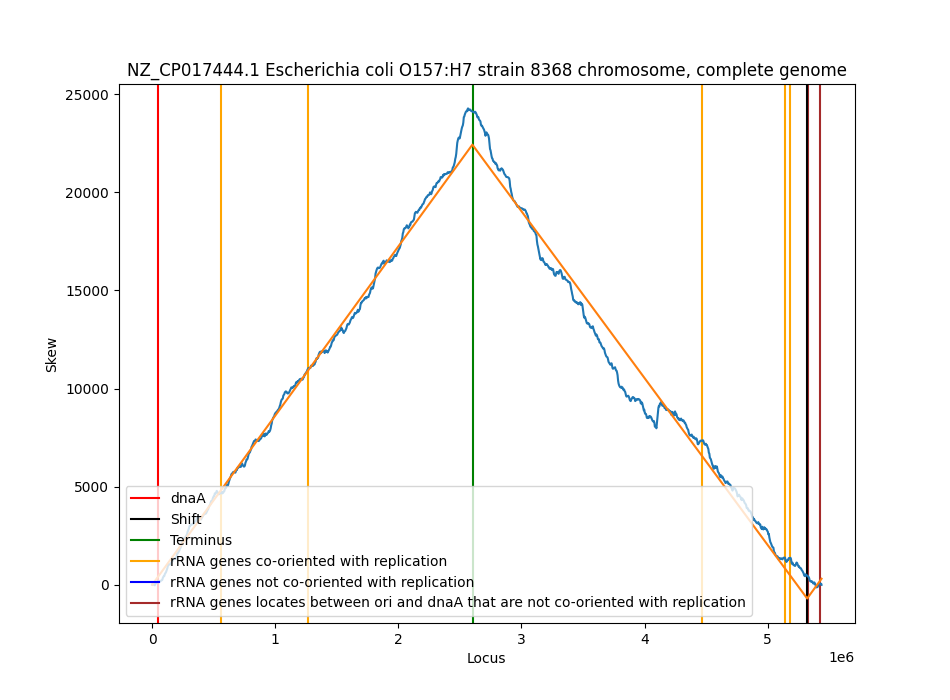 NZ_CP017444.1 Escherichia coli O157:H7 strain 8368 chromosome, complete genome
25000
20000
15000
10000
5000
0
Skew
dnaA
Shift
Terminus
rRNA genes co-oriented with replication
rRNA genes not co-oriented with replication
rRNA genes locates between ori and dnaA that are not co-oriented with replication
0 1 2 3 4 5
1e6
Locus